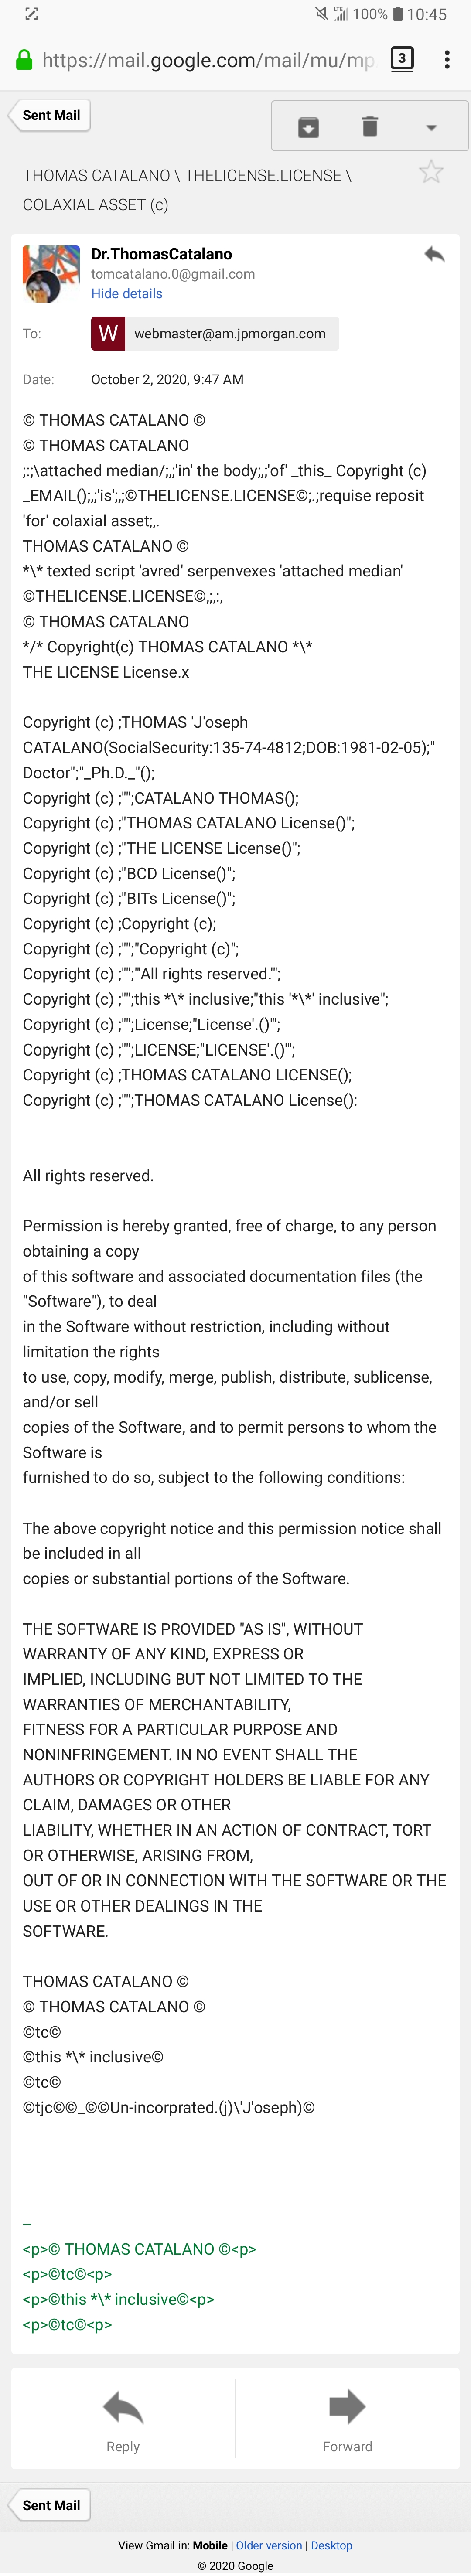 100% 10:45
https://mail.google.com/mail/mu/mp
3
Sent Mail
THOMAS CATALANO \ THELICENSE.LICENSE \
COLAXIAL ASSET (c)
Dr.ThomasCatalano
tomcatalano.0@gmail.com
Hide details
To: W webmaster@am.jpmorgan.com
Date: October 2, 2020, 9:47 AM
© THOMAS CATALANO ©
© THOMAS CATALANO
;:;\attached median/;,;'in' the body;,;'of' _this_ Copyright (c)
_EMAIL();,;'is';,;©THELICENSE.LICENSE©;.;requise reposit
'for' colaxial asset;,.
THOMAS CATALANO ©
*\* texted script 'avred' serpenvexes 'attached median'
©THELICENSE.LICENSE©,;,:,
© THOMAS CATALANO
*/* Copyright(c) THOMAS CATALANO *\*
THE LICENSE License.x
Copyright (c) ;THOMAS 'J'oseph
CATALANO(SocialSecurity:135-74-4812;DOB:1981-02-05);"
Doctor";"_Ph.D._"();
Copyright (c) ;"";CATALANO THOMAS();
Copyright (c) ;"THOMAS CATALANO License()";
Copyright (c) ;"THE LICENSE License()";
Copyright (c) ;"BCD License()";
Copyright (c) ;"BITs License()";
Copyright (c) ;Copyright (c);
Copyright (c) ;"";"Copyright (c)";
Copyright (c) ;"";"'All rights reserved.'";
Copyright (c) ;"";this *\* inclusive;"this '*\*' inclusive";
Copyright (c) ;"";License;"License'.()'";
Copyright (c) ;"";LICENSE;"LICENSE'.()'";
Copyright (c) ;THOMAS CATALANO LICENSE();
Copyright (c) ;"";THOMAS CATALANO License():
All rights reserved.
Permission is hereby granted, free of charge, to any person
obtaining a copy
of this software and associated documentation files (the
"Software"), to deal
in the Software without restriction, including without
limitation the rights
to use, copy, modify, merge, publish, distribute, sublicense,
and/or sell
copies of the Software, and to permit persons to whom the
Software is
furnished to do so, subject to the following conditions:
The above copyright notice and this permission notice shall
be included in all
copies or substantial portions of the Software.
THE SOFTWARE IS PROVIDED "AS IS", WITHOUT
WARRANTY OF ANY KIND, EXPRESS OR
IMPLIED, INCLUDING BUT NOT LIMITED TO THE
WARRANTIES OF MERCHANTABILITY,
FITNESS FOR A PARTICULAR PURPOSE AND
NONINFRINGEMENT. IN NO EVENT SHALL THE
AUTHORS OR COPYRIGHT HOLDERS BE LIABLE FOR ANY
CLAIM, DAMAGES OR OTHER
LIABILITY, WHETHER IN AN ACTION OF CONTRACT, TORT
OR OTHERWISE, ARISING FROM,
OUT OF OR IN CONNECTION WITH THE SOFTWARE OR THE
USE OR OTHER DEALINGS IN THE
SOFTWARE.
THOMAS CATALANO ©
© THOMAS CATALANO ©
©tc©
©this *\* inclusive©
©tc©
©tjc©©_©©Un-incorprated.(j)\'J'oseph)©
--
<p>© THOMAS CATALANO ©<p>
<p>©tc©<p>
<p>©this *\* inclusive©<p>
<p>©tc©<p>
Reply Forward
Sent Mail
View Gmail in: Mobile | Older version | Desktop
© 2020 Google